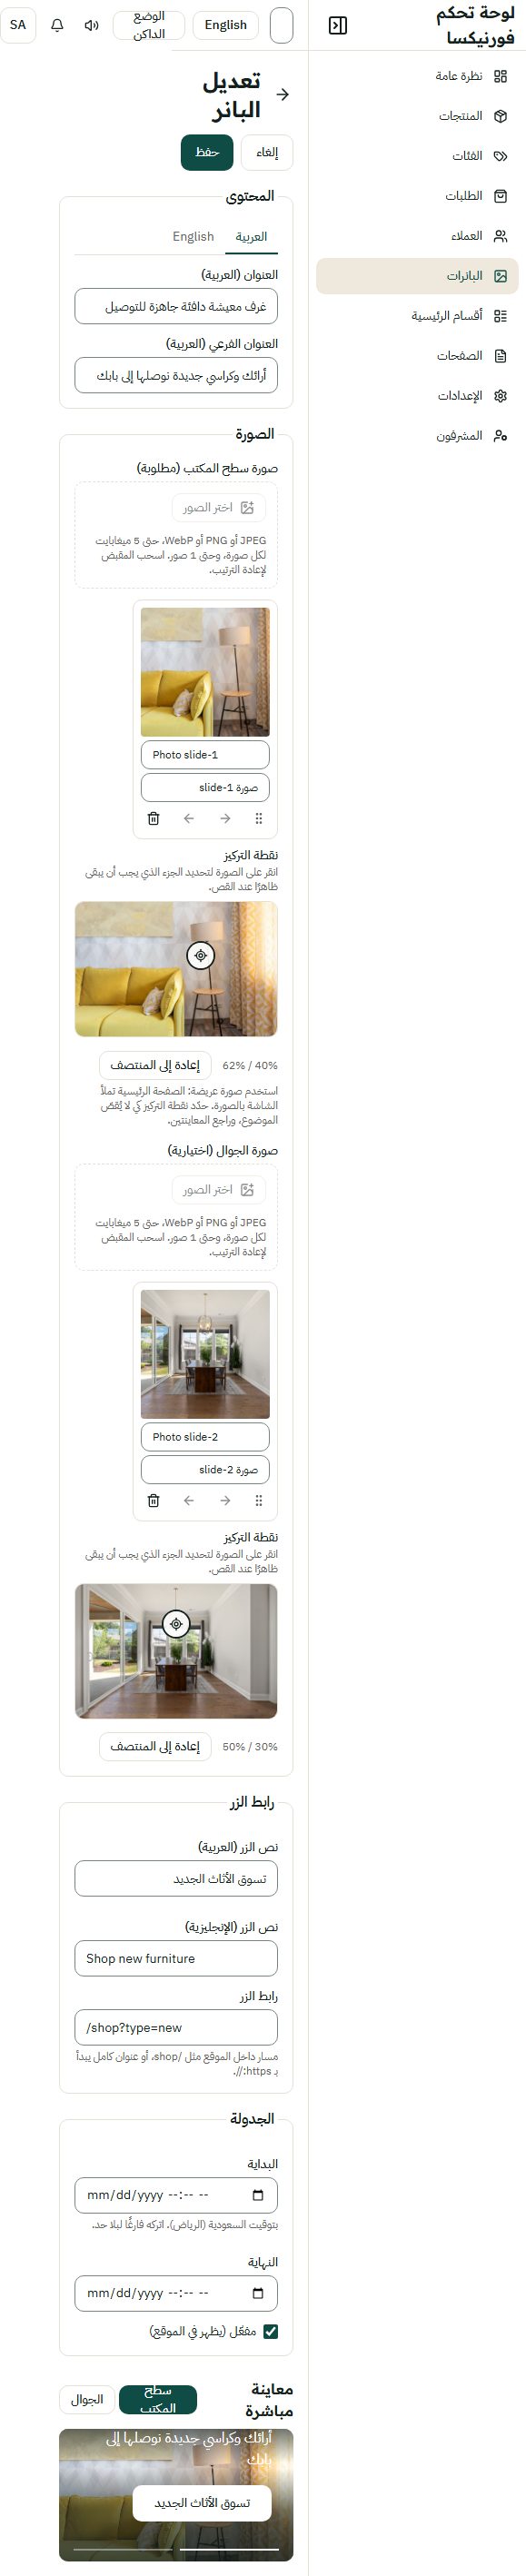 لوحة تحكم
فورنيكسا
نظرة عامة
المنتجات
الفئات
الطلبات
العملاء
البانرات
أقسام الرئيسية
الصفحات
الإعدادات
المشرفون
English
الوضع
الداكن
SA
تعديل
البانر
إلغاء
حفظ
المحتوى
العربية
English
العنوان (العربية)
غرف معيشة دافئة جاهزة للتوصيل
العنوان الفرعي (العربية)
أرائك وكراسي جديدة نوصلها إلى بابك
الصورة
صورة سطح المكتب (مطلوبة)
اختر الصور
JPEG أو PNG أو WebP، حتى 5 ميغابايت
لكل صورة، وحتى 1 صور. اسحب المقبض
لإعادة الترتيب.
Photo slide-1
صورة slide-1
نقطة التركيز
انقر على الصورة لتحديد الجزء الذي يجب أن يبقى
ظاهرًا عند القص.
62% / 40%
إعادة إلى المنتصف
استخدم صورة عريضة: الصفحة الرئيسية تملأ
الشاشة بالصورة. حدّد نقطة التركيز كي لا يُقصّ
الموضوع، وراجع المعاينتين.
صورة الجوال (اختيارية)
اختر الصور
JPEG أو PNG أو WebP، حتى 5 ميغابايت
لكل صورة، وحتى 1 صور. اسحب المقبض
لإعادة الترتيب.
Photo slide-2
صورة slide-2
نقطة التركيز
انقر على الصورة لتحديد الجزء الذي يجب أن يبقى
ظاهرًا عند القص.
50% / 30%
إعادة إلى المنتصف
رابط الزر
نص الزر (العربية)
تسوق الأثاث الجديد
نص الزر (الإنجليزية)
Shop new furniture
رابط الزر
/shop?type=new
مسار داخل الموقع مثل /shop، أو عنوان كامل يبدأ
بـ https://.
الجدولة
البداية
mm/dd/yyyy --:-- --
بتوقيت السعودية (الرياض). اتركه فارغًا لبلا حد.
النهاية
mm/dd/yyyy --:-- --
مفعّل (يظهر في الموقع)
معاينة
مباشرة
سطح
المكتب
الجوال
أرائك وكراسي جديدة نوصلها إلى
بابك
تسوق الأثاث الجديد